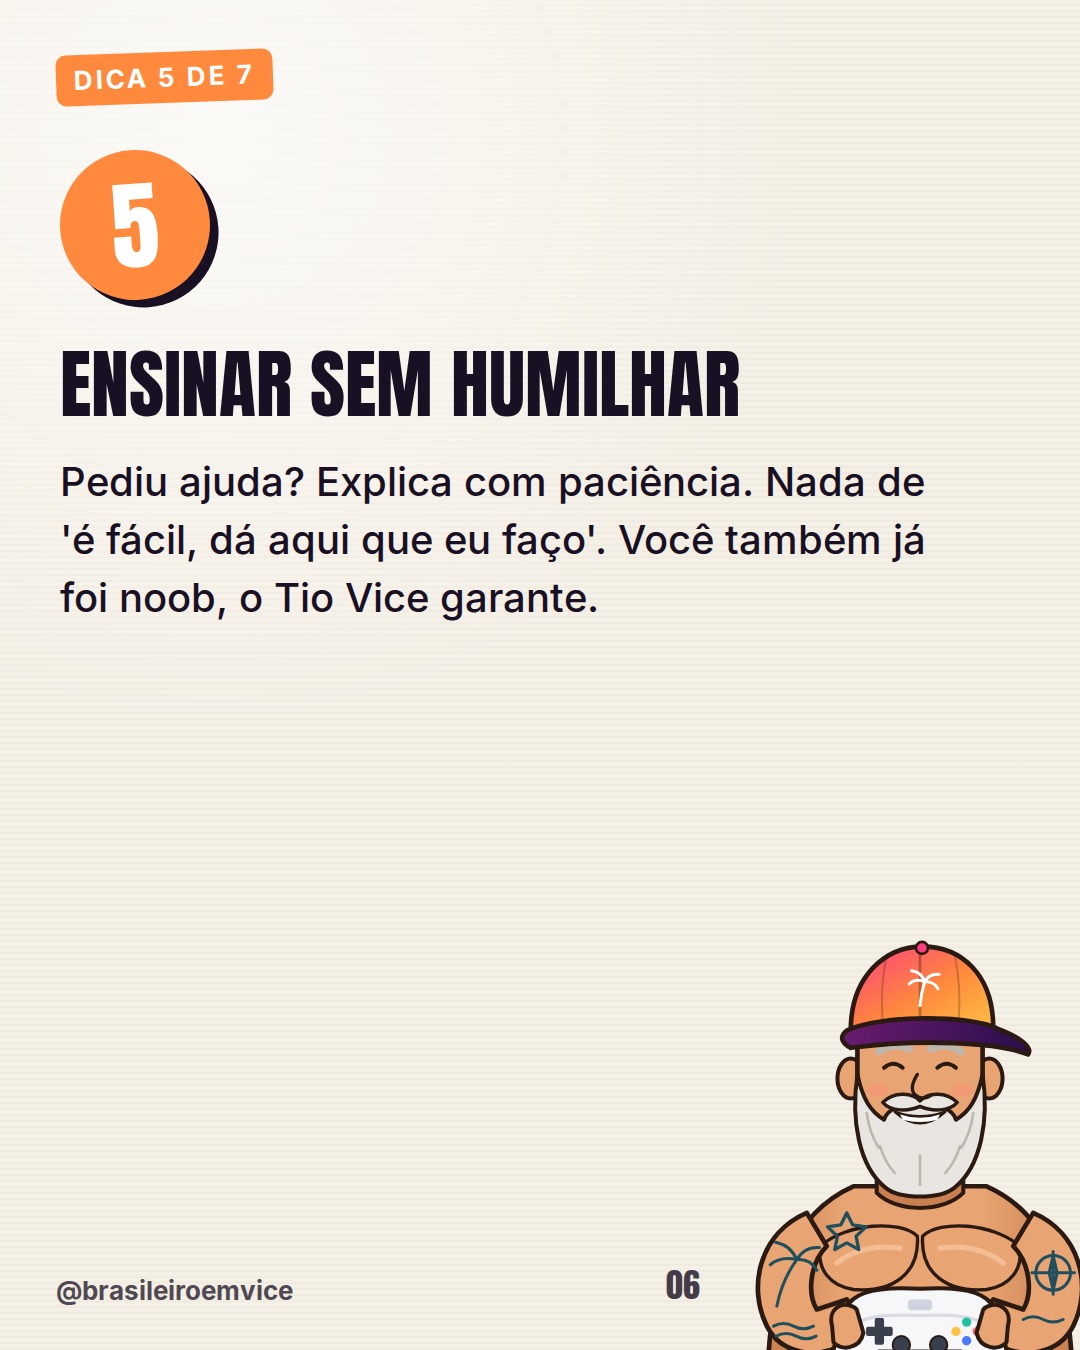 DICA 5 DE 7
5
ENSINAR SEM HUMILHAR
Pediu ajuda? Explica com paciência. Nada de
'é fácil, dá aqui que eu faço'. Você também já
foi noob, o Tio Vice garante.
@brasileiroemvice
06